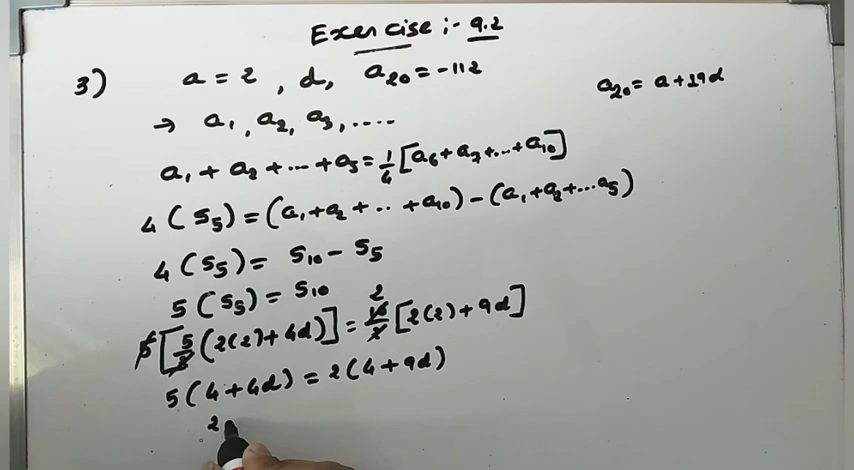 Exercise :- 9.2
3) a = 2 , d, a₂₀ = -112
a₂₀ = a + 19d
→ a₁, a₂, a₃, ....
a₁ + a₂ + ... + a₅ = 1/4 [a₆ + a₇ + ... + a₁₀]
4 (S₅) = (a₁ + a₂ + .. + a₁₀) - (a₁ + a₂ + ... a₅)
4 (S₅) = S₁₀ - S₅
5 (S₅) = S₁₀
5 [5/2 (2(2) + 4d)] = 10/2 [2(2) + 9d]
2
5 (4 + 4d) = 2 (4 + 9d)
2